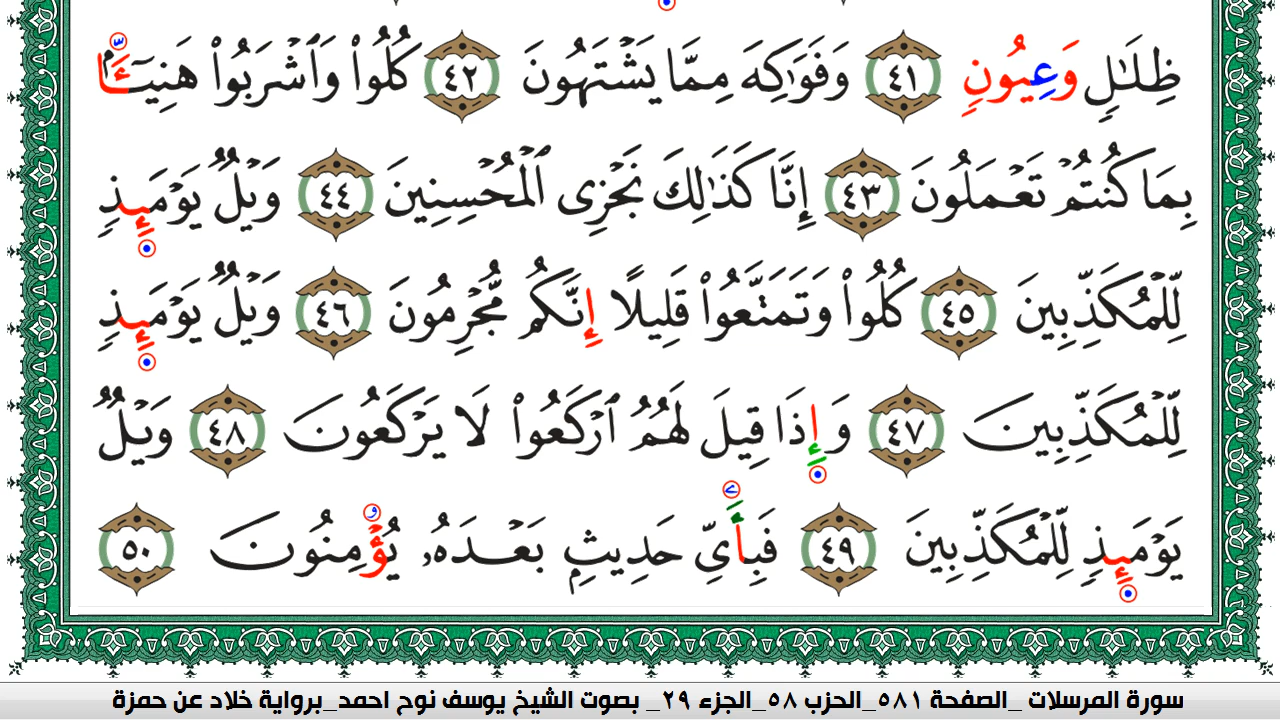 ظِلَٰلٍ وَعِيُونٍ ٤١ وَفَوَٰكِهَ مِمَّا يَشْتَهُونَ ٤٢ كُلُوا۟ وَٱشْرَبُوا۟ هَنِيٓـًٔۢا
بِمَا كُنتُمْ تَعْمَلُونَ ٤٣ إِنَّا كَذَٰلِكَ نَجْزِى ٱلْمُحْسِنِينَ ٤٤ وَيْلٌ يَوْمَئِذٍ
لِّلْمُكَذِّبِينَ ٤٥ كُلُوا۟ وَتَمَتَّعُوا۟ قَلِيلًا إِنَّكُم مُّجْرِمُونَ ٤٦ وَيْلٌ يَوْمَئِذٍ
لِّلْمُكَذِّبِينَ ٤٧ وَإِذَا قِيلَ لَهُمُ ٱرْكَعُوا۟ لَا يَرْكَعُونَ ٤٨ وَيْلٌ
يَوْمَئِذٍ لِّلْمُكَذِّبِينَ ٤٩ فَبِأَىِّ حَدِيثٍۭ بَعْدَهُۥ يُؤْمِنُونَ ٥٠
سورة المرسلات _الصفحة ٥٨١_الحزب ٥٨_الجزء ٢٩_ بصوت الشيخ يوسف نوح احمد_برواية خلاد عن حمزة